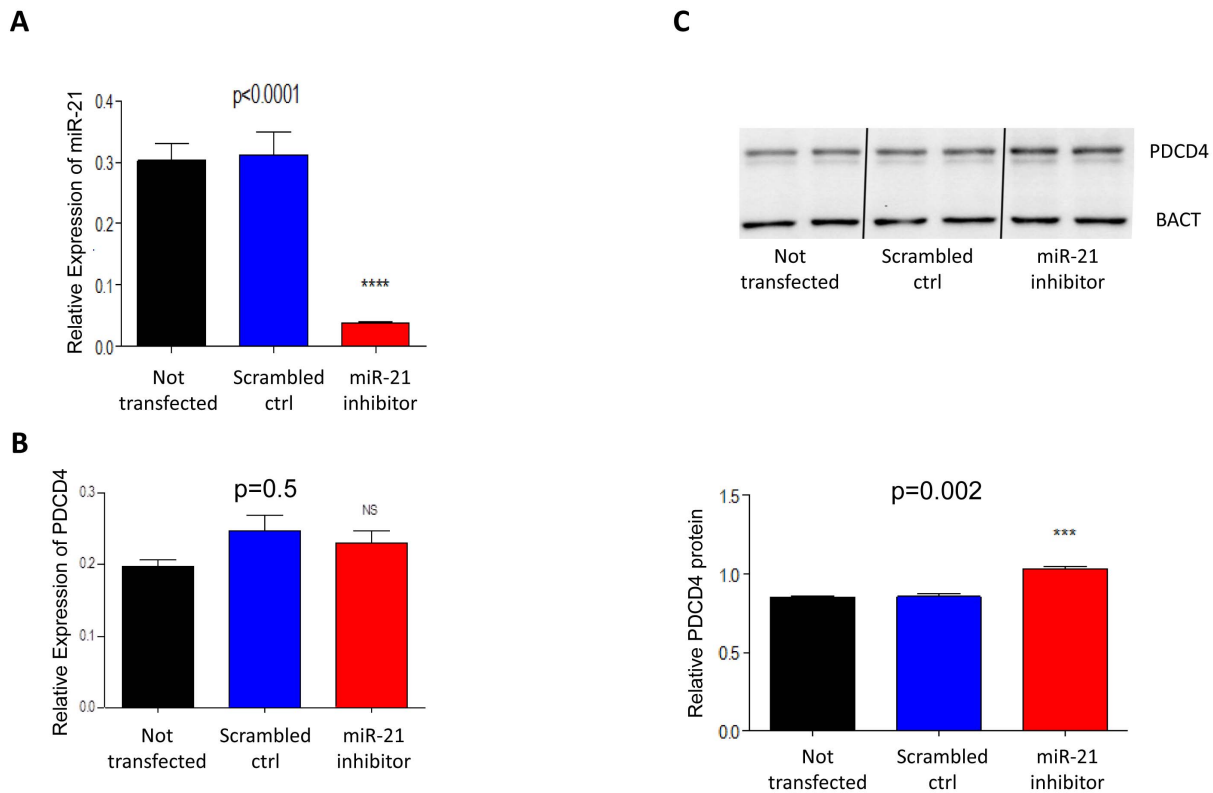 A
Relative Expression of miR-21
p<0.0001
0.4
0.3
0.2
0.1
0.0
****
Not
transfected
Scrambled
ctrl
miR-21
inhibitor
B
Relative Expression of PDCD4
p=0.5
NS
0.3
0.2
0.1
0.0
Not
transfected
Scrambled
ctrl
miR-21
inhibitor
C
PDCD4
BACT
Not
transfected
Scrambled
ctrl
miR-21
inhibitor
Relative PDCD4 protein
p=0.002
***
1.5
1.0
0.5
0.0
Not
transfected
Scrambled
ctrl
miR-21
inhibitor